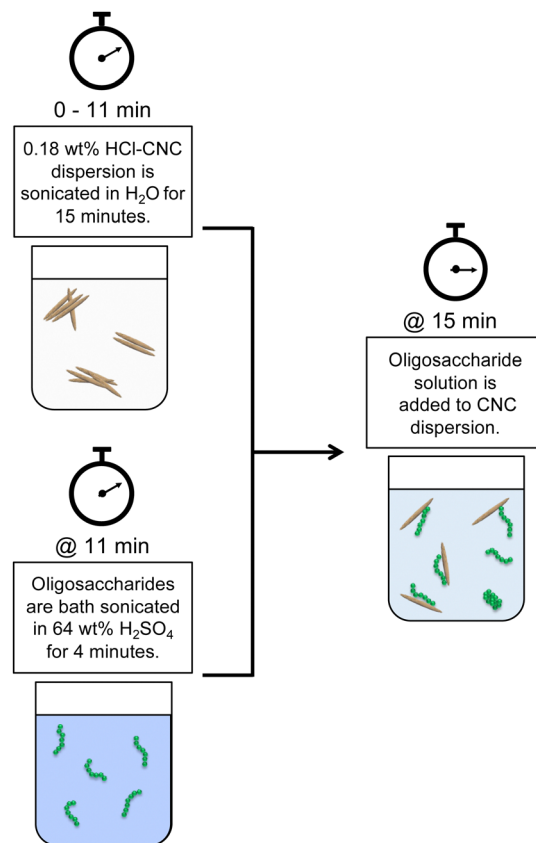 0 - 11 min
0.18 wt% HCl-CNC
dispersion is
sonicated in H₂O for
15 minutes.
@ 11 min
Oligosaccharides
are bath sonicated
in 64 wt% H₂SO₄
for 4 minutes.
@ 15 min
Oligosaccharide
solution is
added to CNC
dispersion.